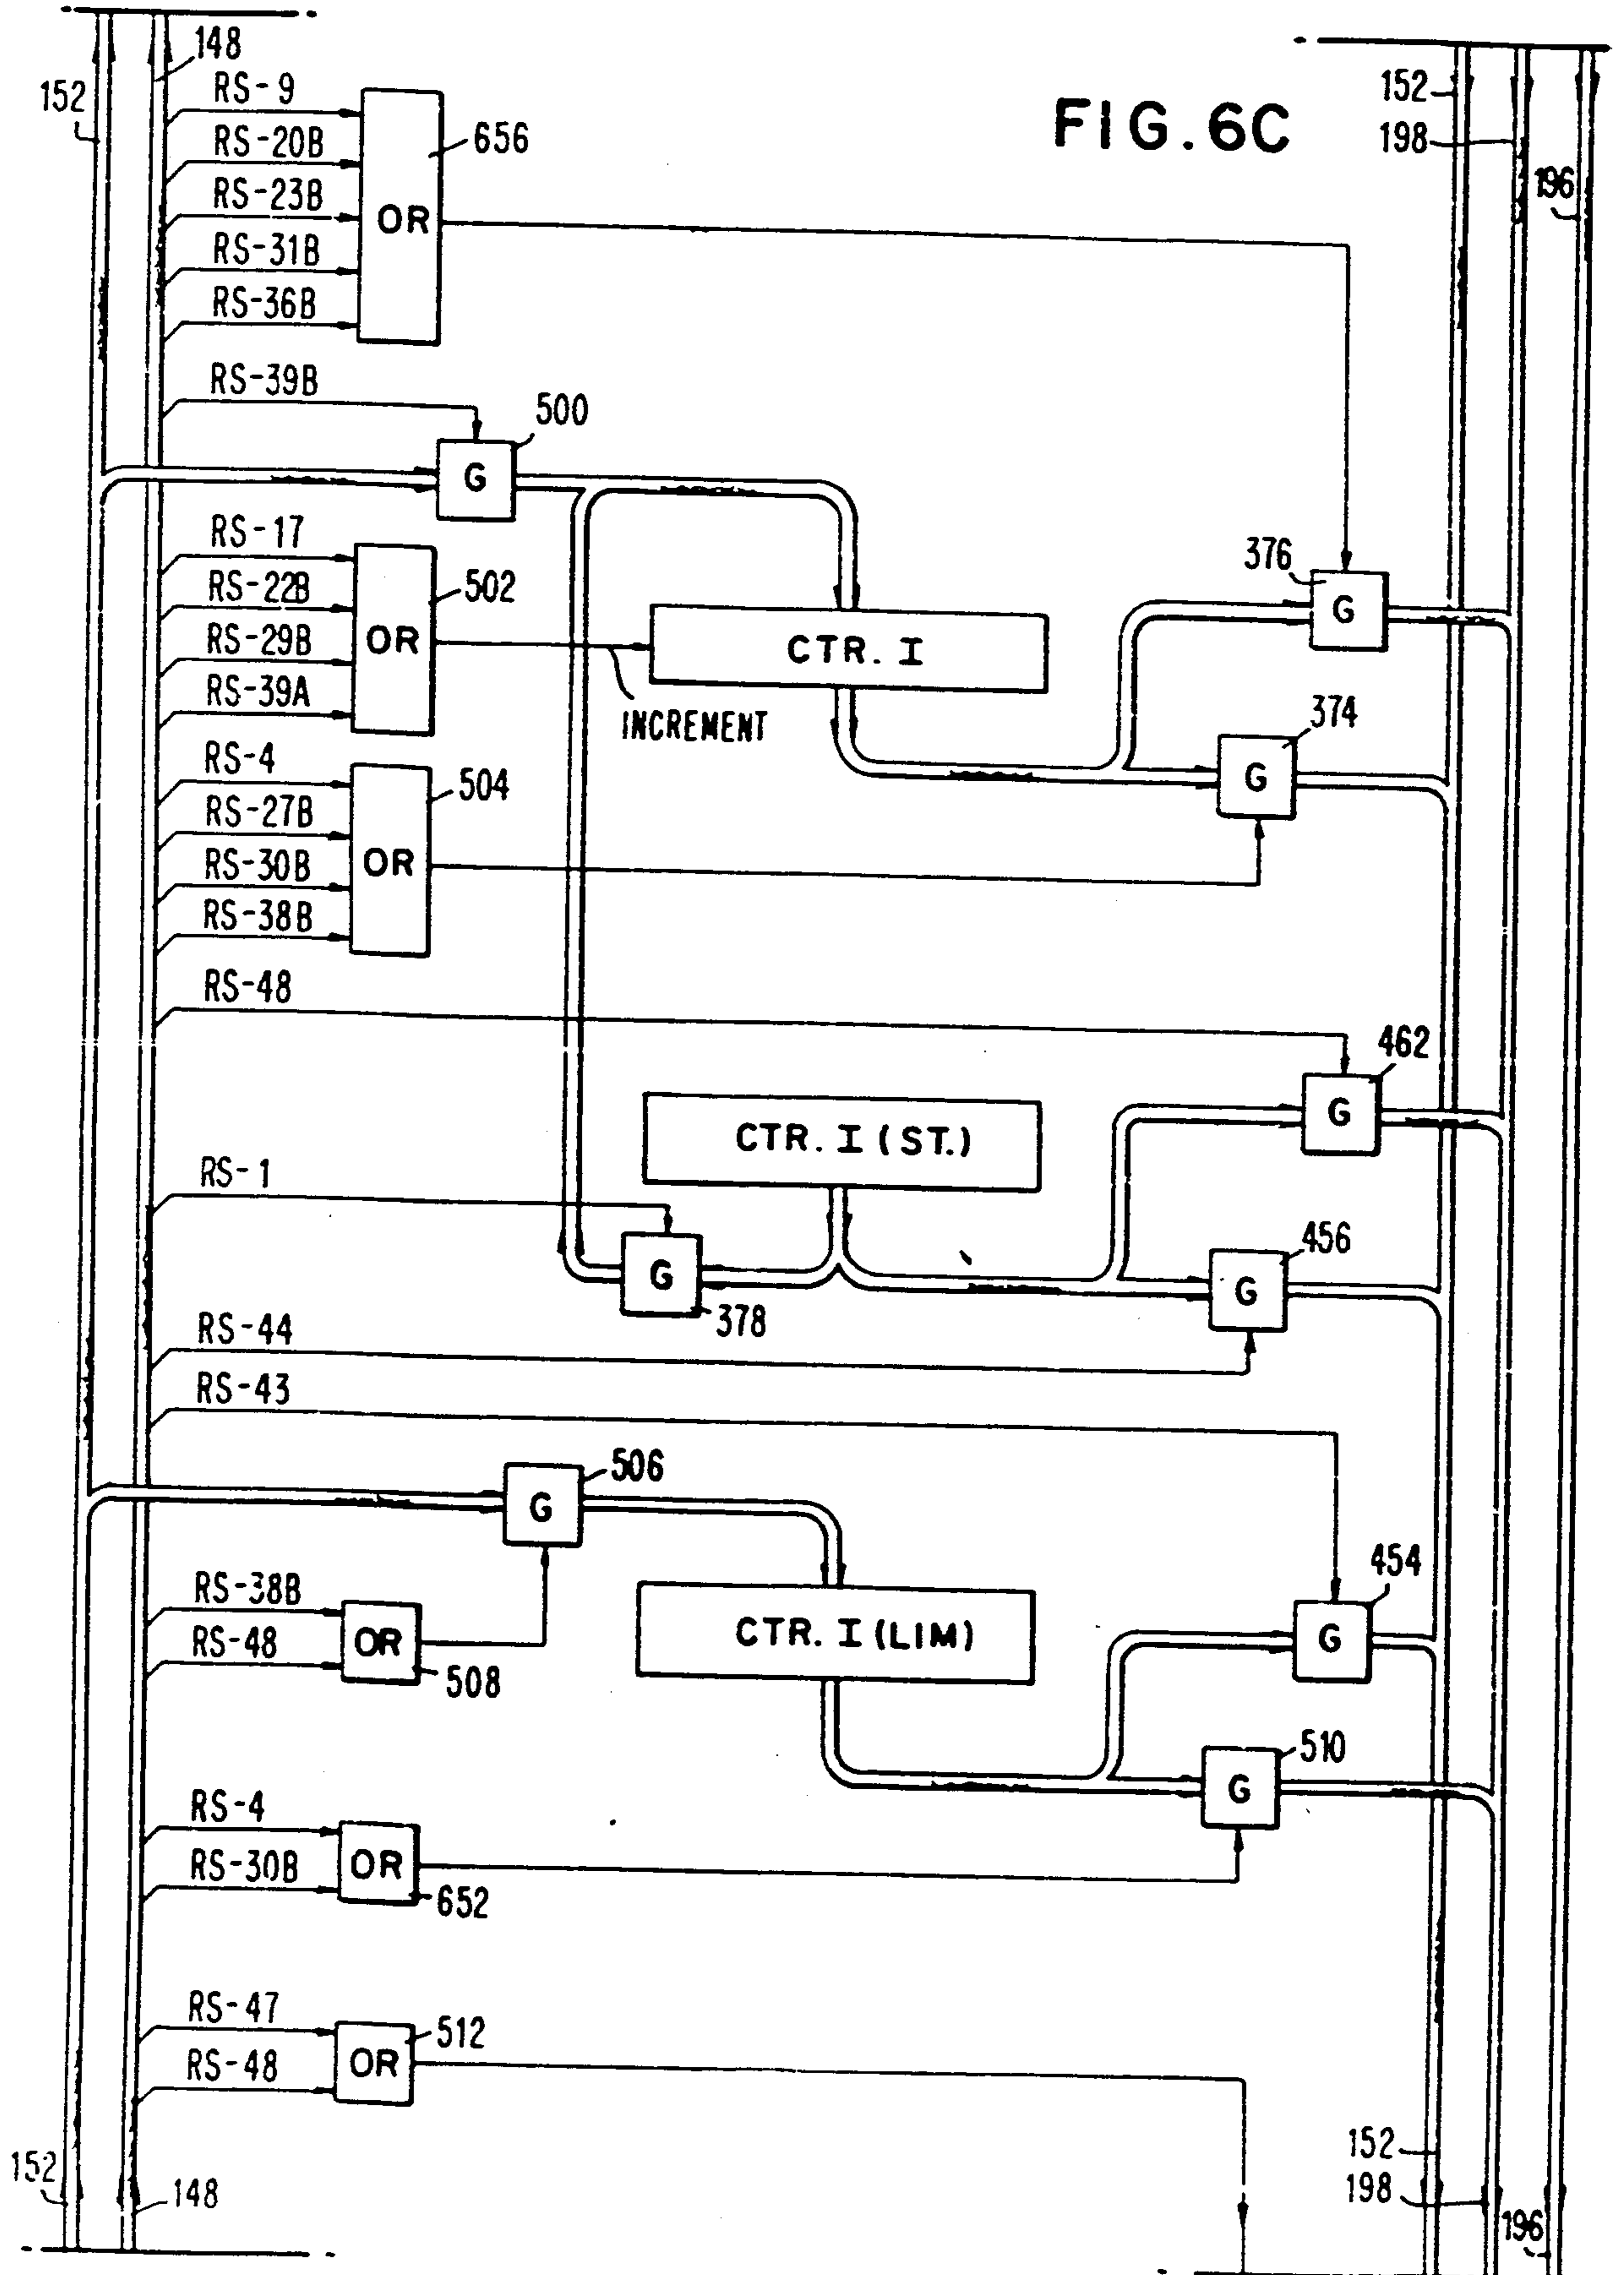 FIG. 6C
148
152
RS-9
RS-20B
RS-23B
RS-31B
RS-36B
656
OR
152
198
196
RS-39B
500
G
RS-17
RS-22B
RS-29B
RS-39A
502
OR
INCREMENT
CTR. I
376
G
374
G
RS-4
RS-27B
RS-30B
RS-38B
504
OR
RS-48
462
G
CTR. I (ST.)
RS-1
G
378
456
G
RS-44
RS-43
506
G
RS-38B
RS-48
OR
508
CTR. I (LIM)
454
G
510
G
RS-4
RS-30B
OR
652
RS-47
RS-48
512
OR
152
148
152
198
196